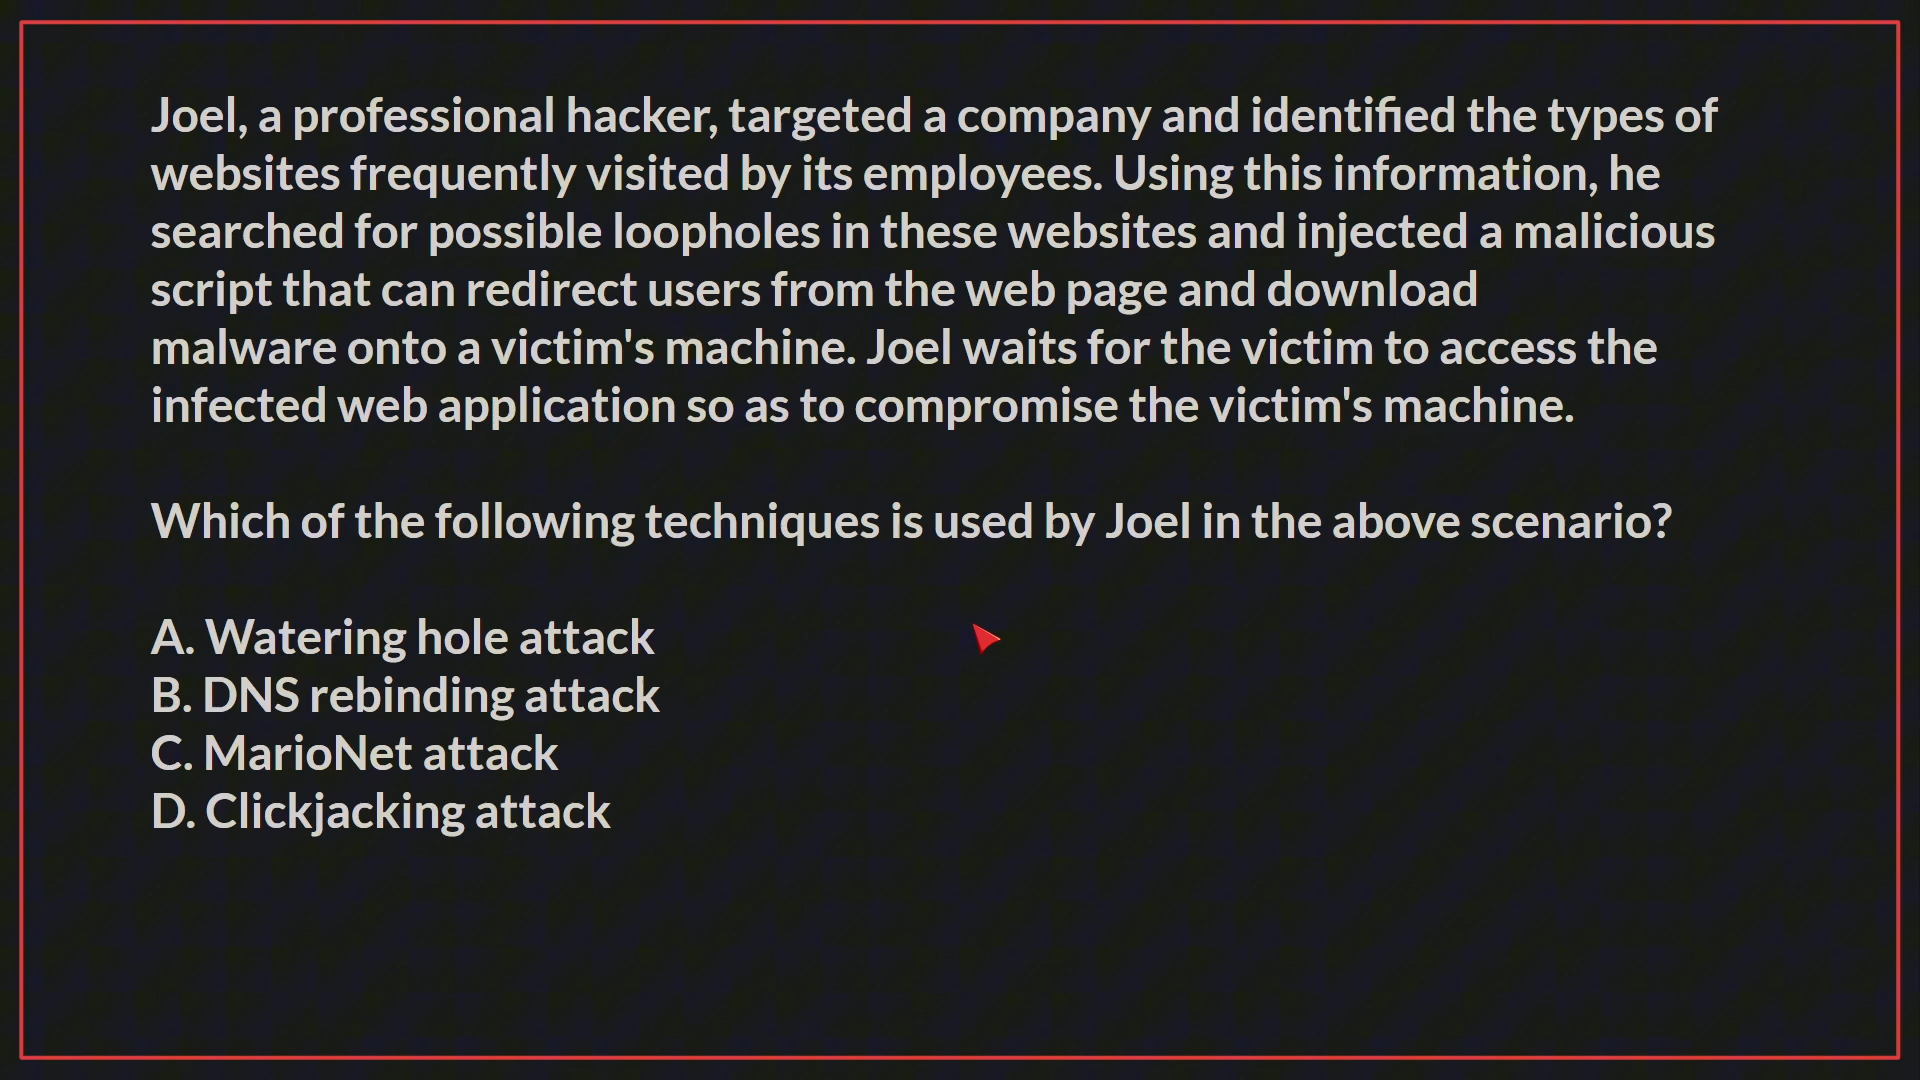 Joel, a professional hacker, targeted a company and identified the types of
websites frequently visited by its employees. Using this information, he
searched for possible loopholes in these websites and injected a malicious
script that can redirect users from the web page and download
malware onto a victim's machine. Joel waits for the victim to access the
infected web application so as to compromise the victim's machine.
Which of the following techniques is used by Joel in the above scenario?
A. Watering hole attack
B. DNS rebinding attack
C. MarioNet attack
D. Clickjacking attack